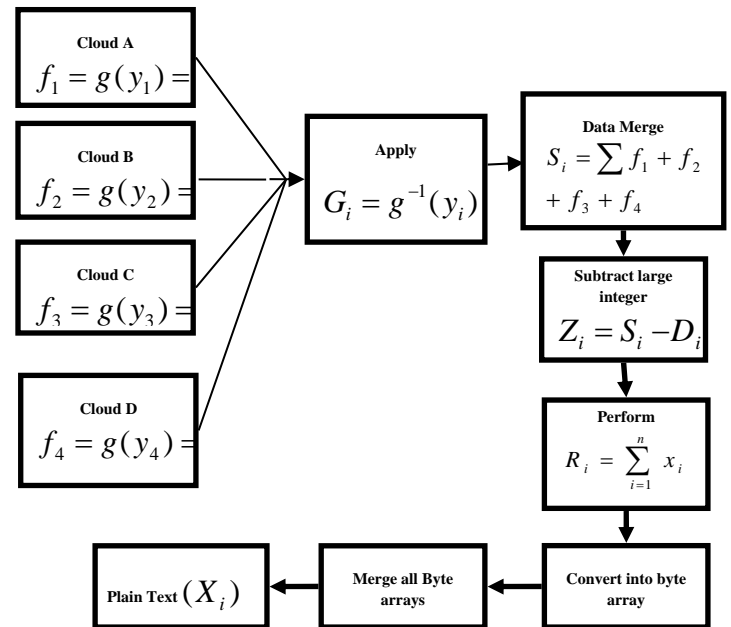 Cloud A
f₁ = g(y₁) =
Cloud B
f₂ = g(y₂) =
Cloud C
f₃ = g(y₃) =
Cloud D
f₄ = g(y₄) =
Apply
Gᵢ = g⁻¹(yᵢ)
Data Merge
Sᵢ = ∑ f₁ + f₂
+ f₃ + f₄
Subtract large
integer
Zᵢ = Sᵢ − Dᵢ
Perform
Rᵢ = ∑ᵢ₌₁ⁿ xᵢ
Convert into byte
array
Merge all Byte
arrays
Plain Text (Xᵢ)